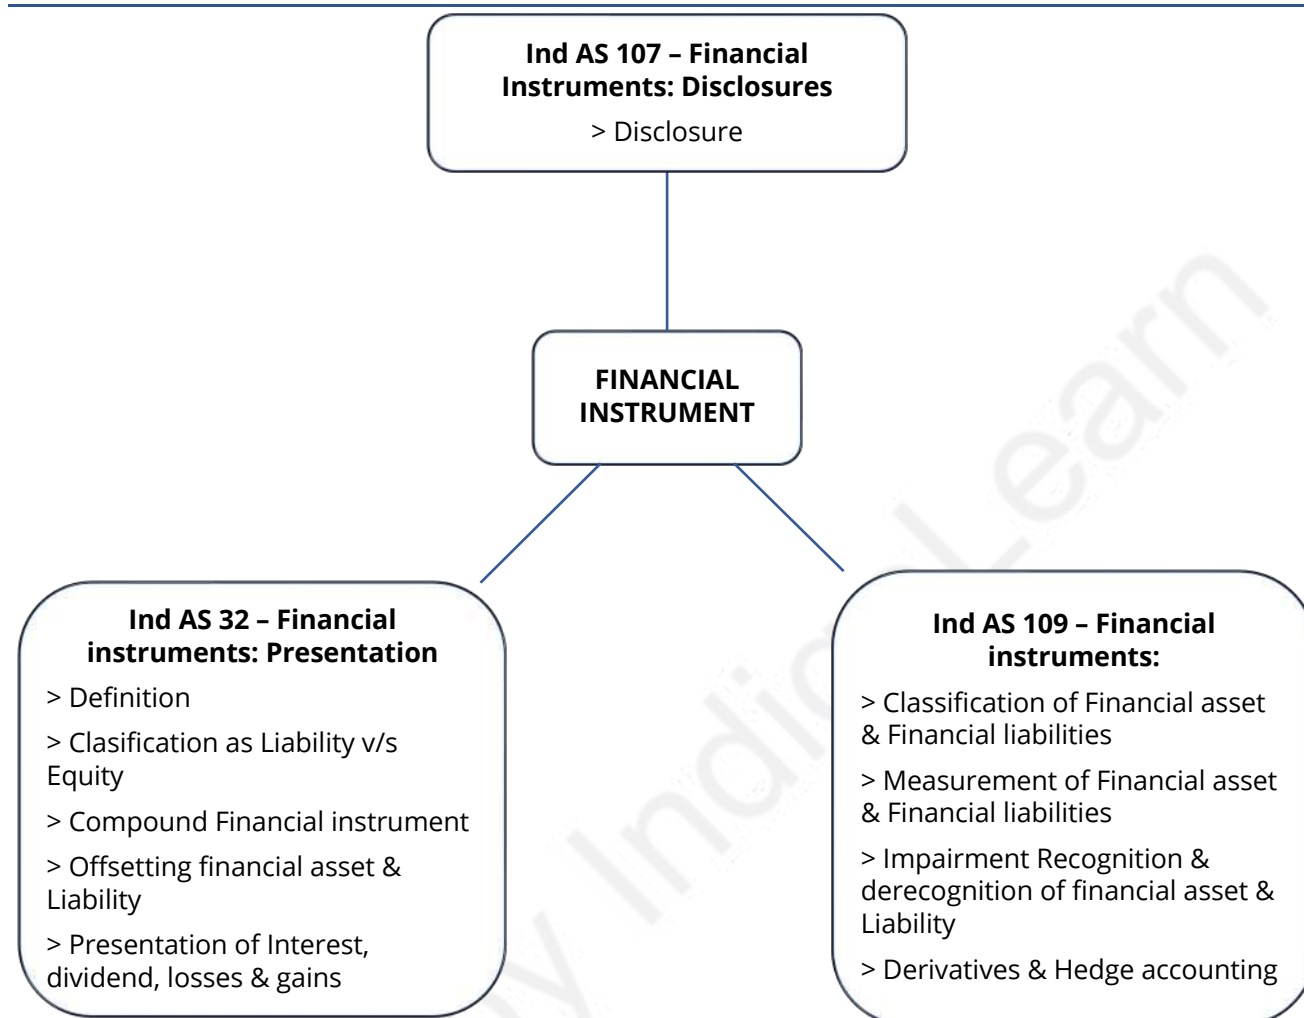 Ind AS 107 – Financial
Instruments: Disclosures
> Disclosure
FINANCIAL
INSTRUMENT
Ind AS 32 – Financial
instruments: Presentation
> Definition
> Clasification as Liability v/s
Equity
> Compound Financial instrument
> Offsetting financial asset &
Liability
> Presentation of Interest,
dividend, losses & gains
Ind AS 109 – Financial
instruments:
> Classification of Financial asset
& Financial liabilities
> Measurement of Financial asset
& Financial liabilities
> Impairment Recognition &
derecognition of financial asset &
Liability
> Derivatives & Hedge accounting